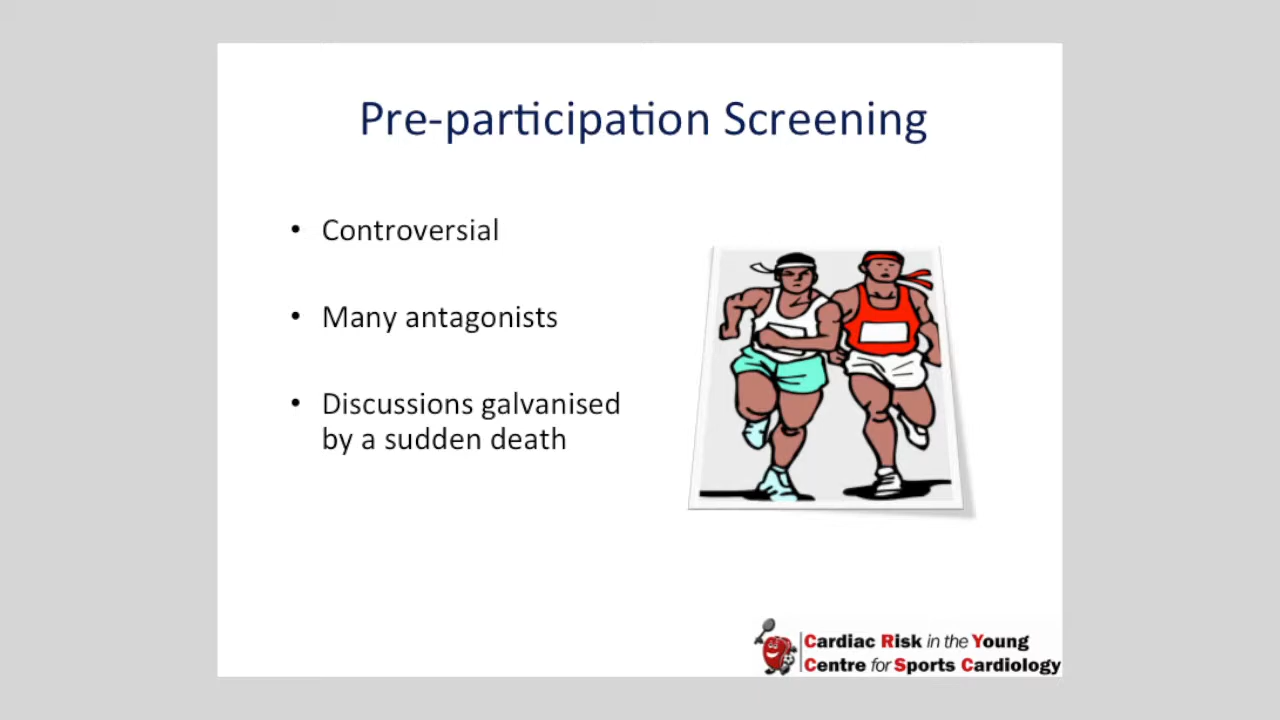 Pre-participation Screening
• Controversial
• Many antagonists
• Discussions galvanised
by a sudden death
Cardiac Risk in the Young
Centre for Sports Cardiology